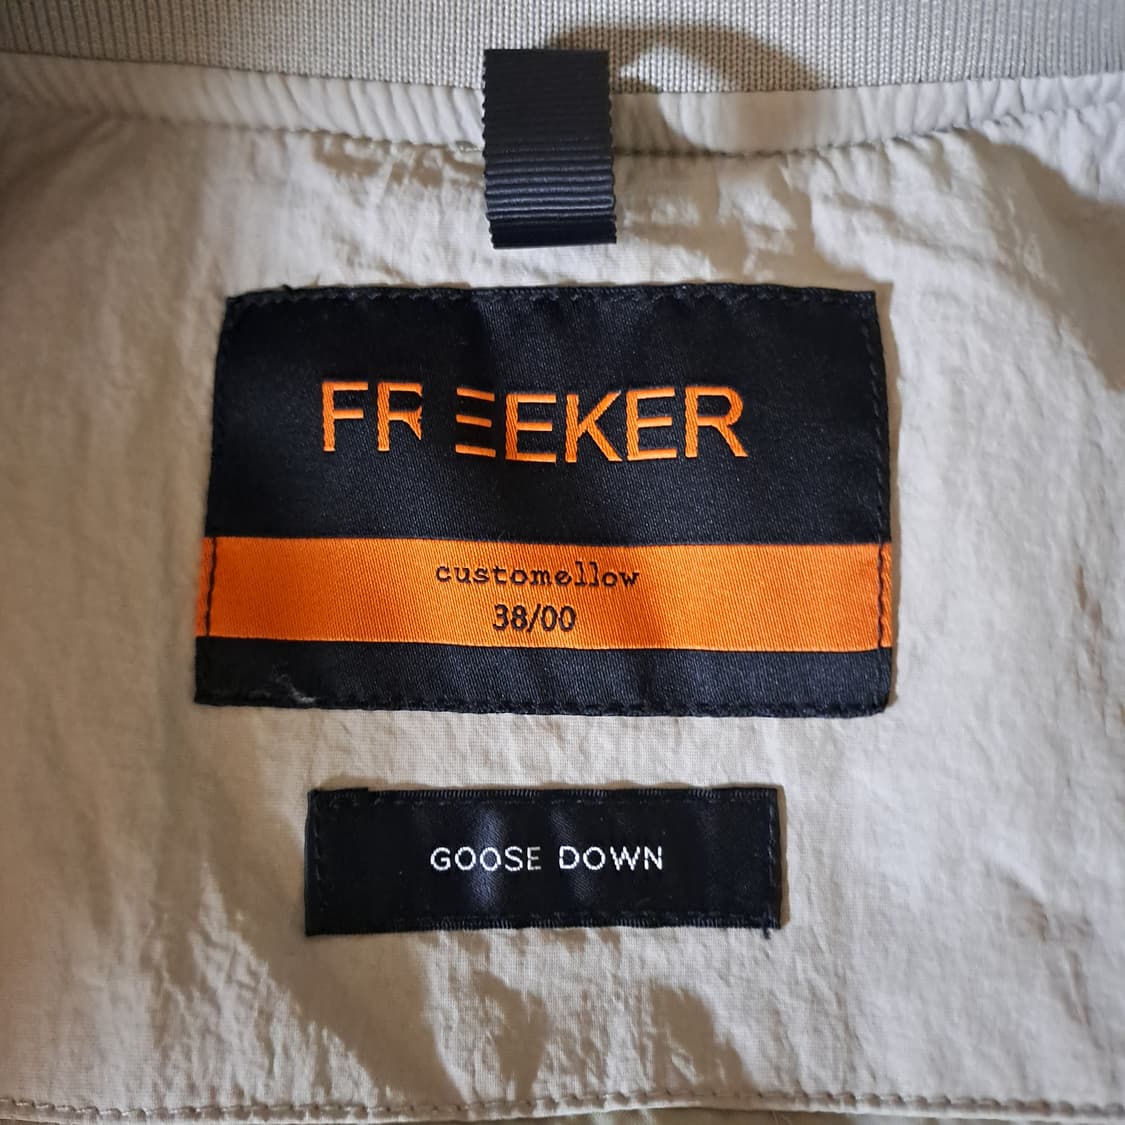 FREEKER
customellow
38/00
GOOSE DOWN